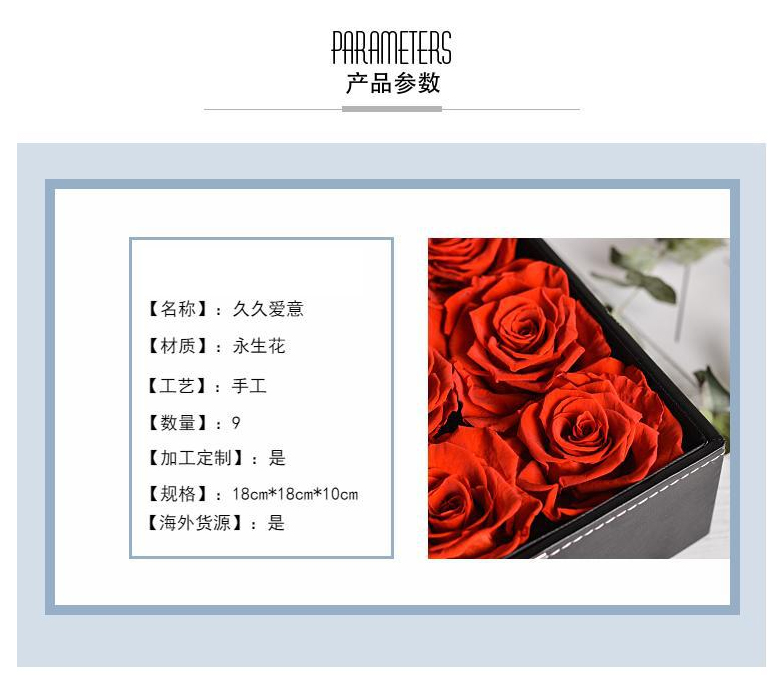 PARAMETERS
产品参数
【名称】：久久爱意
【材质】：永生花
【工艺】：手工
【数量】：9
【加工定制】：是
【规格】：18cm*18cm*10cm
【海外货源】：是